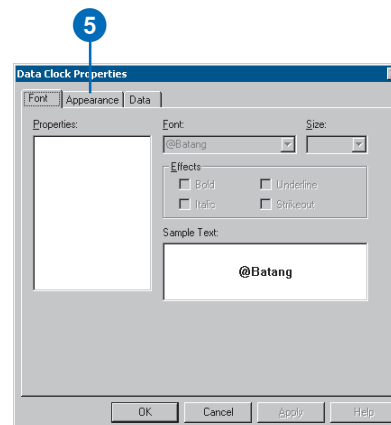 5
Data Clock Properties
Font Appearance Data
Properties: Font: Size:
@Batang
Effects
Bold Underline
Italic Strikeout
Sample Text:
@Batang
OK Cancel Apply Help